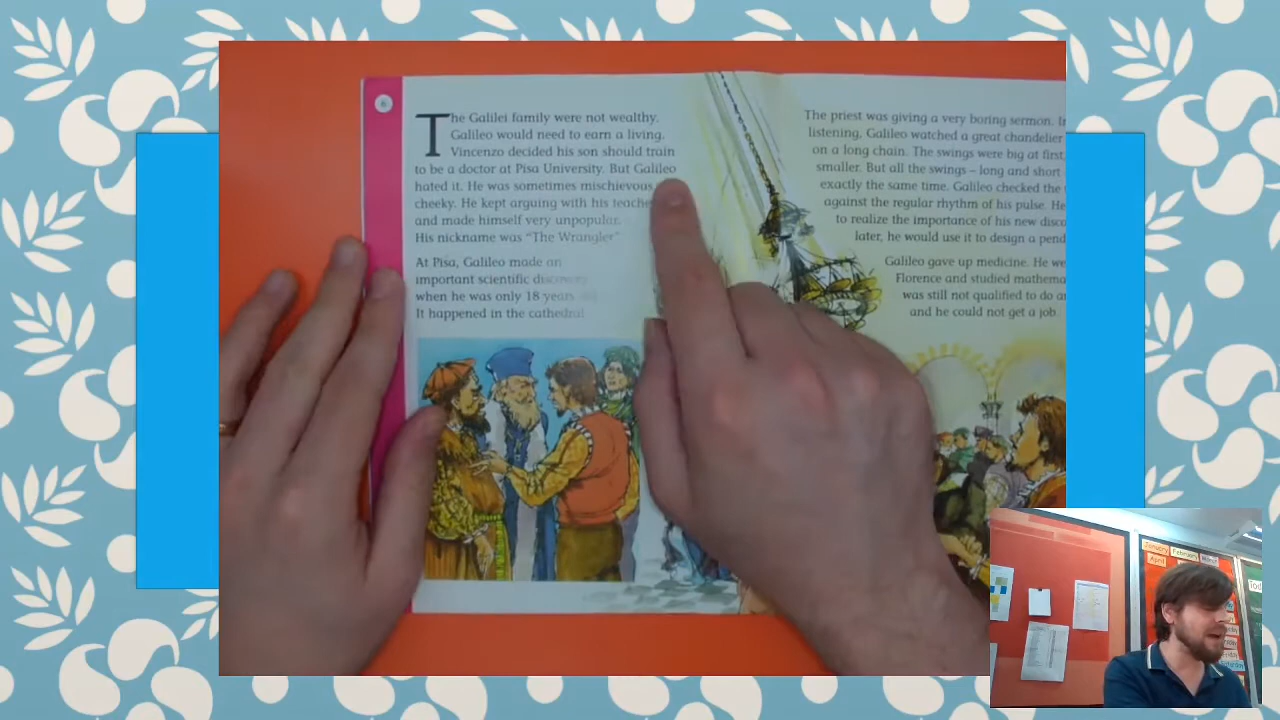 The Galilei family were not wealthy.
Galileo would need to earn a living.
Vincenzo decided his son should train
to be a doctor at Pisa University. But Galileo
hated it. He was sometimes mischievous
cheeky. He kept arguing with his
and made himself very unpopular.
His nickname was “The Wrangler”
At Pisa, Galileo made an
important scientific discovery
when he was only 18 years
It happened in the cathedral
The priest was giving a very boring sermon.
listening, Galileo watched a great chandelier
on a long chain. The swings were big at first,
smaller. But all the swings – long and short
exactly the same time. Galileo checked the
against the regular rhythm of his pulse. He
to realize the importance of his new
later, he would use it to design a
Galileo gave up medicine. He
Florence and studied
was still not qualified to do
and he could not get a job
January
February
April